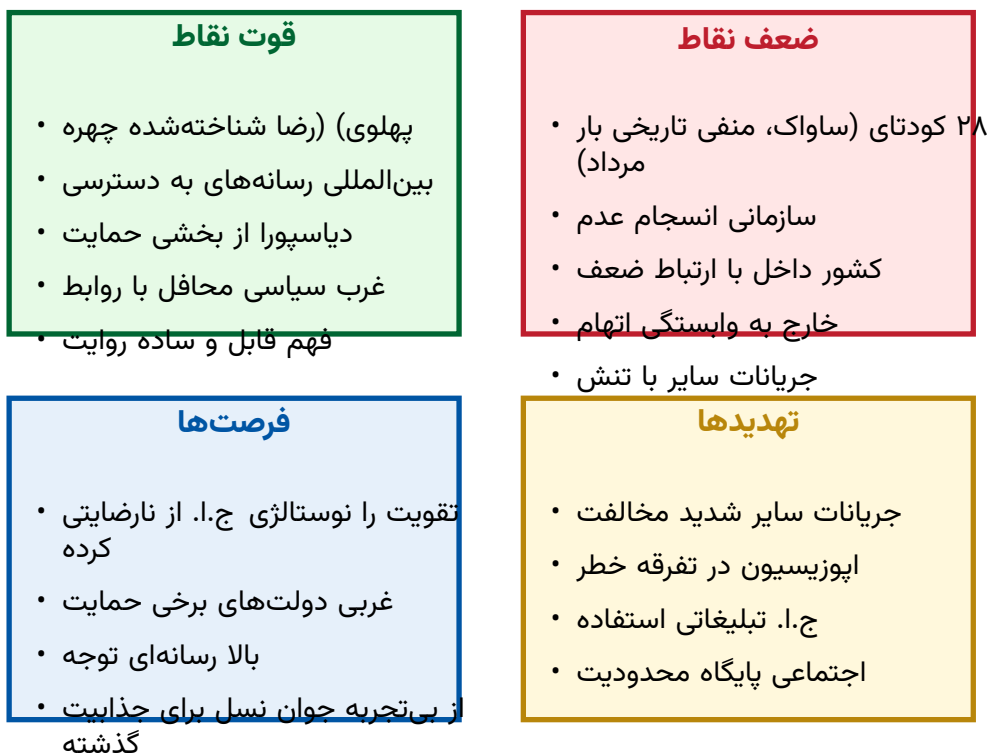 قوت نقاط
• پهلوی) (رضا شناخته‌شده چهره
• بین‌المللی رسانه‌های به دسترسی
• دیاسپورا از بخشی حمایت
• غرب سیاسی محافل با روابط
• فهم قابل و ساده روایت
ضعف نقاط
• ۲۸ کودتای (ساواک، منفی تاریخی بار
مرداد)
• سازمانی انسجام عدم
• کشور داخل با ارتباط ضعف
• خارج به وابستگی اتهام
• جریانات سایر با تنش
فرصت‌ها
• تقویت را نوستالژی ج.ا. از نارضایتی
کرده
• غربی دولت‌های برخی حمایت
• بالا رسانه‌ای توجه
• از بی‌تجربه جوان نسل برای جذابیت
گذشته
تهدیدها
• جریانات سایر شدید مخالفت
• اپوزیسیون در تفرقه خطر
• ج.ا. تبلیغاتی استفاده
• اجتماعی پایگاه محدودیت